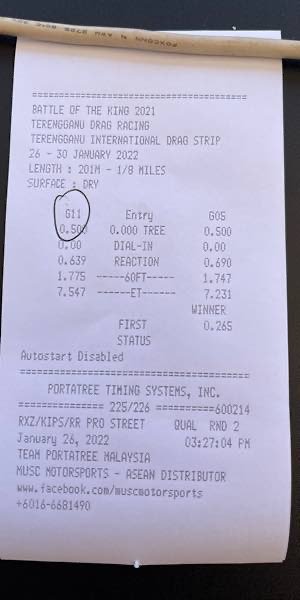 ==========================================
BATTLE OF THE KING 2021
TERENGGANU DRAG RACING
TERENGGANU INTERNATIONAL DRAG STRIP
26 - 30 JANUARY 2022
LENGTH : 201M - 1/8 MILES
SURFACE : DRY
G11 Entry G05
0.500 0.000 TREE 0.500
0.00 DIAL-IN 0.00
0.639 REACTION 0.690
1.775 -----60FT----- 1.747
7.547 ------ET------ 7.231
WINNER
FIRST 0.265
STATUS
Autostart Disabled
==========================================
PORTATREE TIMING SYSTEMS, INC.
=============== 225/226 ===========600214
RXZ/KIPS/RR PRO STREET QUAL RND 2
January 26, 2022 03:27:04 PM
TEAM PORTATREE MALAYSIA
MUSC MOTORSPORTS - ASEAN DISTRIBUTOR
www.facebook.com/muscmotorsports
+6016-6681490